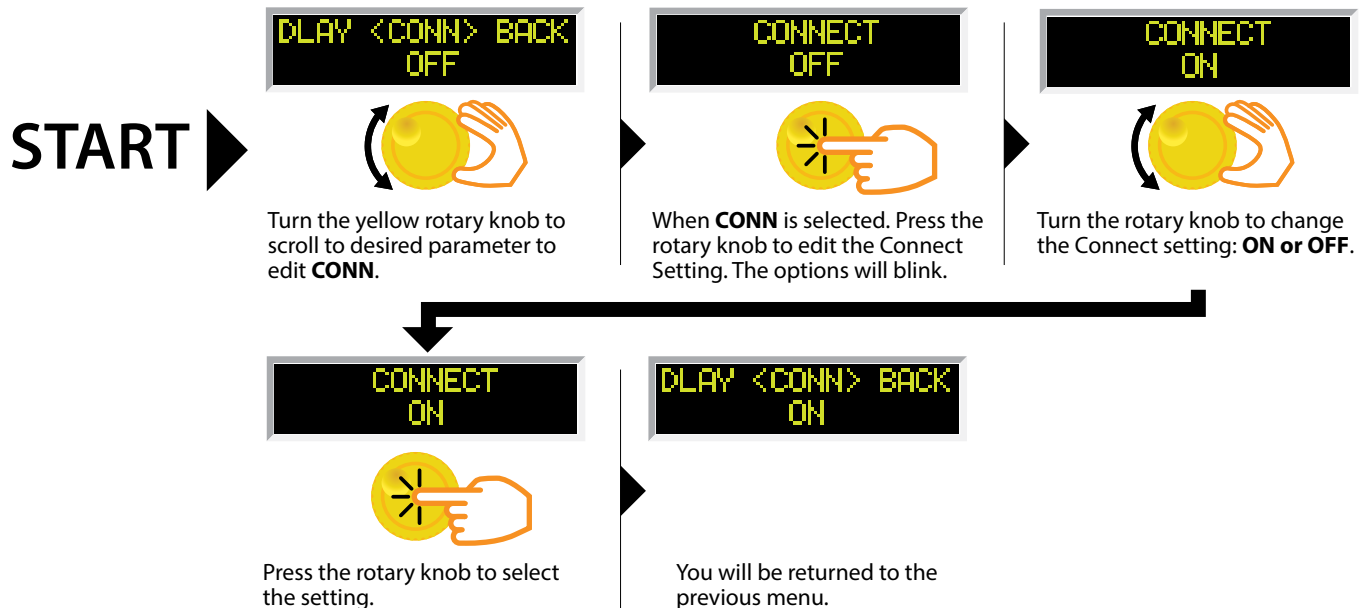 START
DLAY <CONN> BACK
OFF
Turn the yellow rotary knob to
scroll to desired parameter to
edit CONN.
CONNECT
OFF
When CONN is selected. Press the
rotary knob to edit the Connect
Setting. The options will blink.
CONNECT
ON
Turn the rotary knob to change
the Connect setting: ON or OFF.
CONNECT
ON
Press the rotary knob to select
the setting.
DLAY <CONN> BACK
ON
You will be returned to the
previous menu.